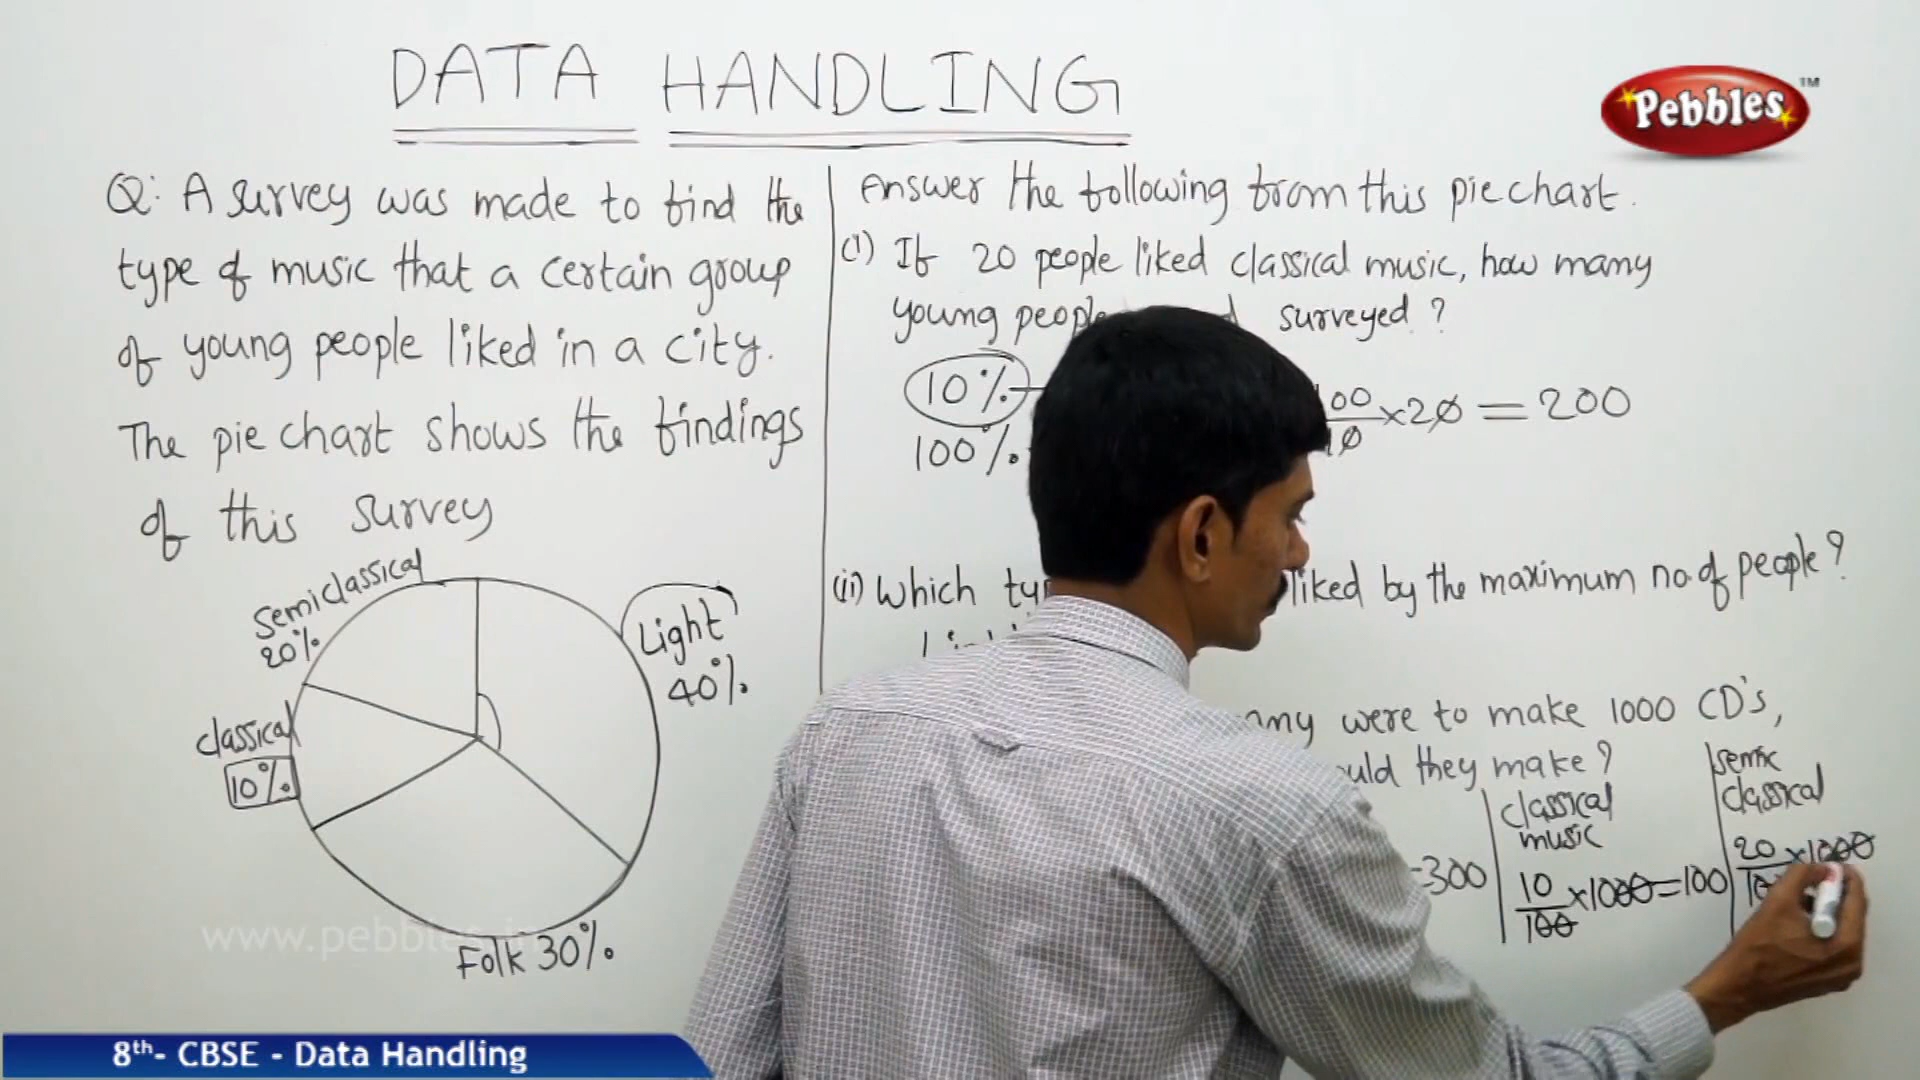 DATA HANDLING
Pebbles™
Q: A survey was made to find the
type of music that a certain group
of young people liked in a city.
The pie chart shows the findings
of this survey
Semi classical
20%
Light
40%
classical
10%
Folk 30%
Answer the following from this pie chart.
(i) If 20 people liked classical music, how many
young people surveyed?
10%
100%
×20 = 200
10
(ii) Which liked by the maximum no. of people?
were to make 1000 CD's,
they make?
300
classical
music
10
×1000=100
100
classical
20
×1000
www.pebbles.in
8th- CBSE - Data Handling